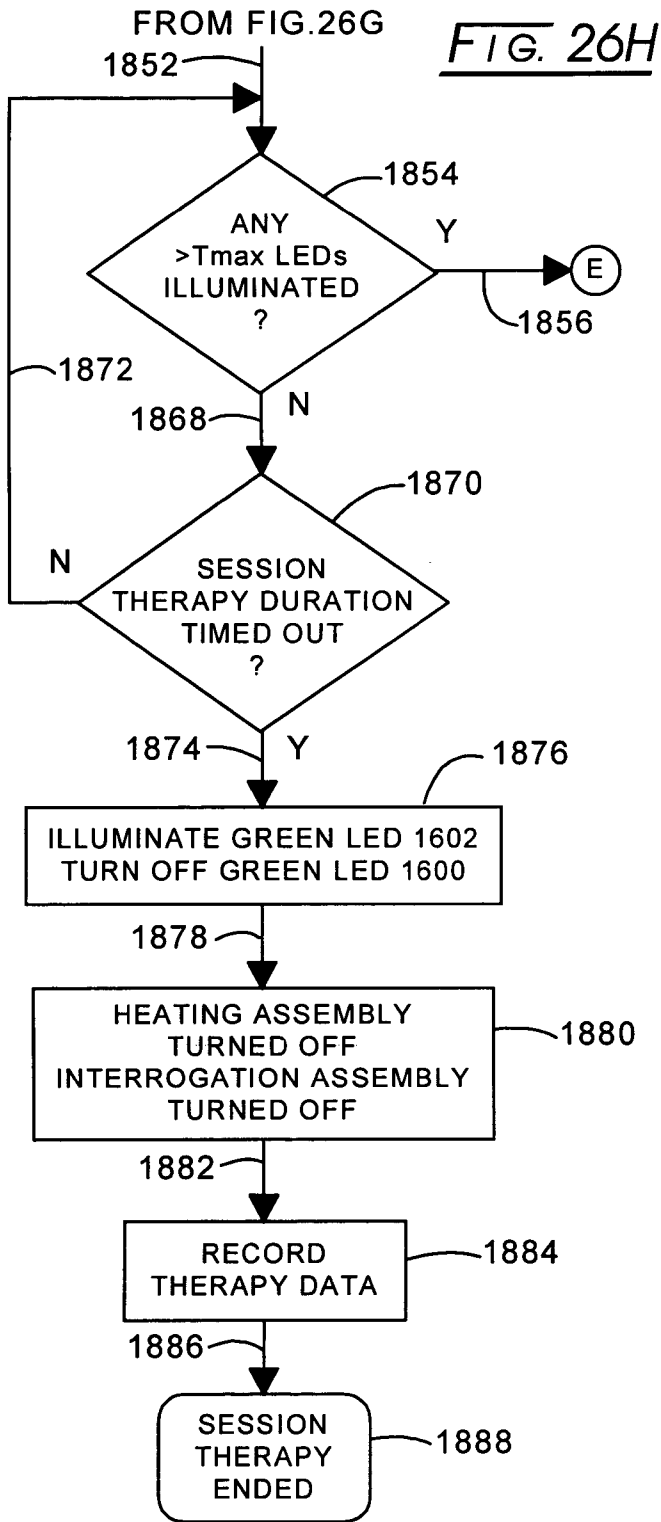 FROM FIG.26G
FIG. 26H
1852
1854
ANY
>Tmax LEDs
ILLUMINATED
?
Y
E
1856
1872
1868
N
1870
N
SESSION
THERAPY DURATION
TIMED OUT
?
1874
Y
1876
ILLUMINATE GREEN LED 1602
TURN OFF GREEN LED 1600
1878
HEATING ASSEMBLY
TURNED OFF
INTERROGATION ASSEMBLY
TURNED OFF
1880
1882
RECORD
THERAPY DATA
1884
1886
SESSION
THERAPY
ENDED
1888